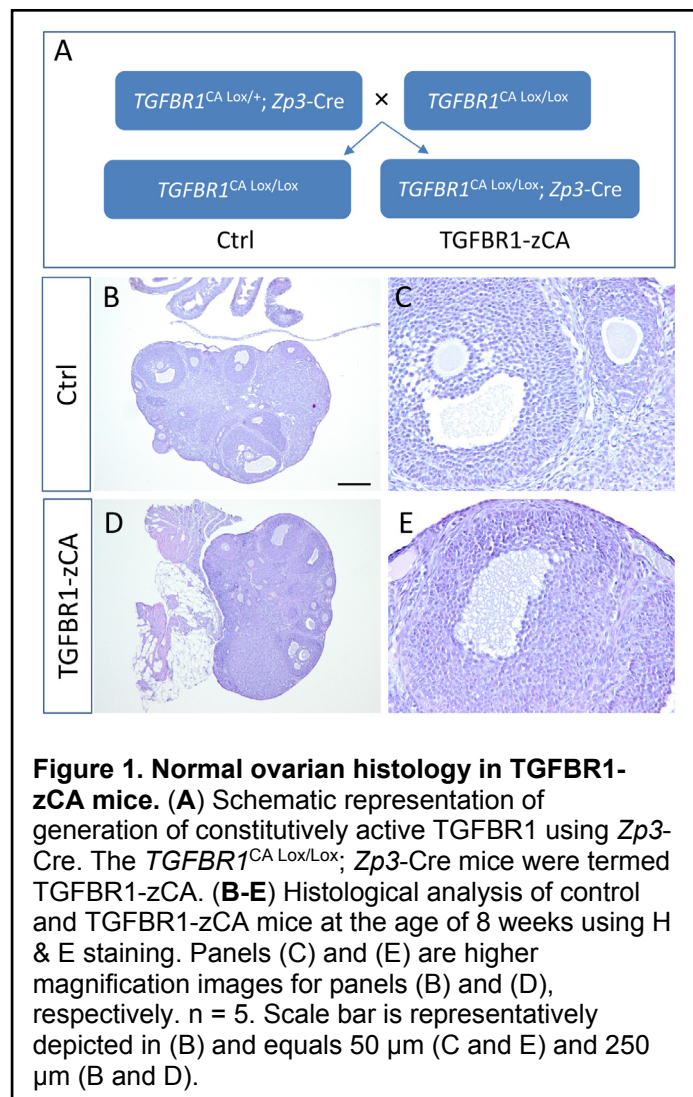 A
TGFBR1CA Lox/+; Zp3-Cre × TGFBR1CA Lox/Lox
TGFBR1CA Lox/Lox TGFBR1CA Lox/Lox; Zp3-Cre
Ctrl TGFBR1-zCA
Ctrl
B
C
TGFBR1-zCA
D
E
Figure 1. Normal ovarian histology in TGFBR1-
zCA mice. (A) Schematic representation of
generation of constitutively active TGFBR1 using Zp3-
Cre. The TGFBR1CA Lox/Lox; Zp3-Cre mice were termed
TGFBR1-zCA. (B-E) Histological analysis of control
and TGFBR1-zCA mice at the age of 8 weeks using H
& E staining. Panels (C) and (E) are higher
magnification images for panels (B) and (D),
respectively. n = 5. Scale bar is representatively
depicted in (B) and equals 50 µm (C and E) and 250
µm (B and D).